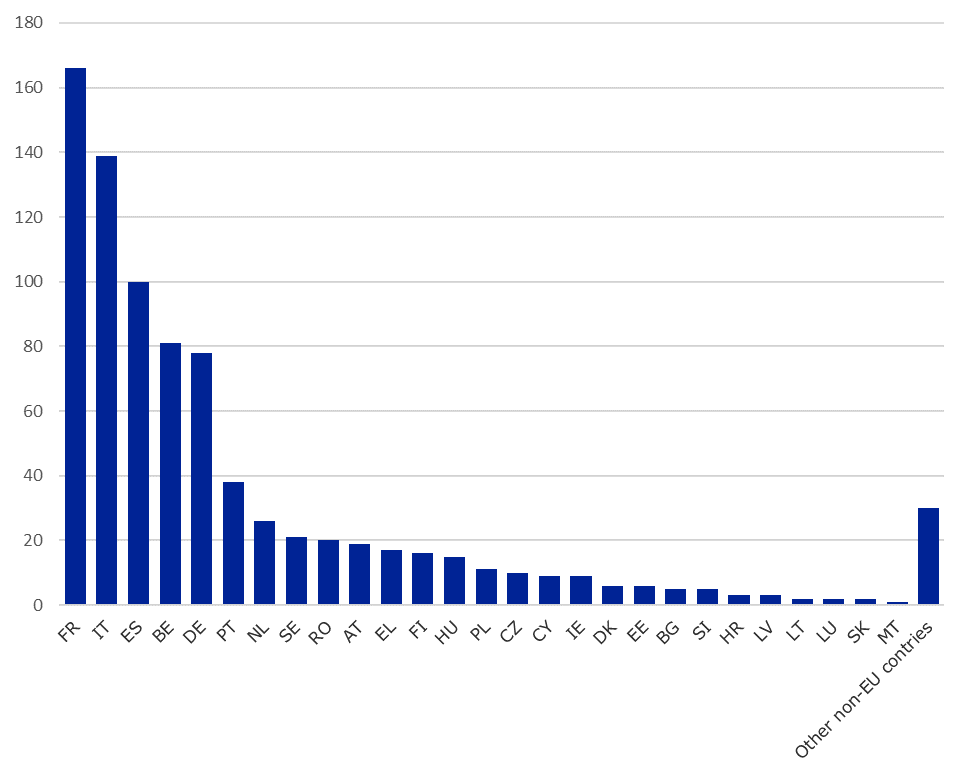 180
160
140
120
100
80
60
40
20
0
FR
IT
ES
BE
DE
PT
NL
SE
RO
AT
EL
FI
HU
PL
CZ
CY
IE
DK
EE
BG
SI
HR
LV
LT
LU
SK
MT
Other non-EU contries